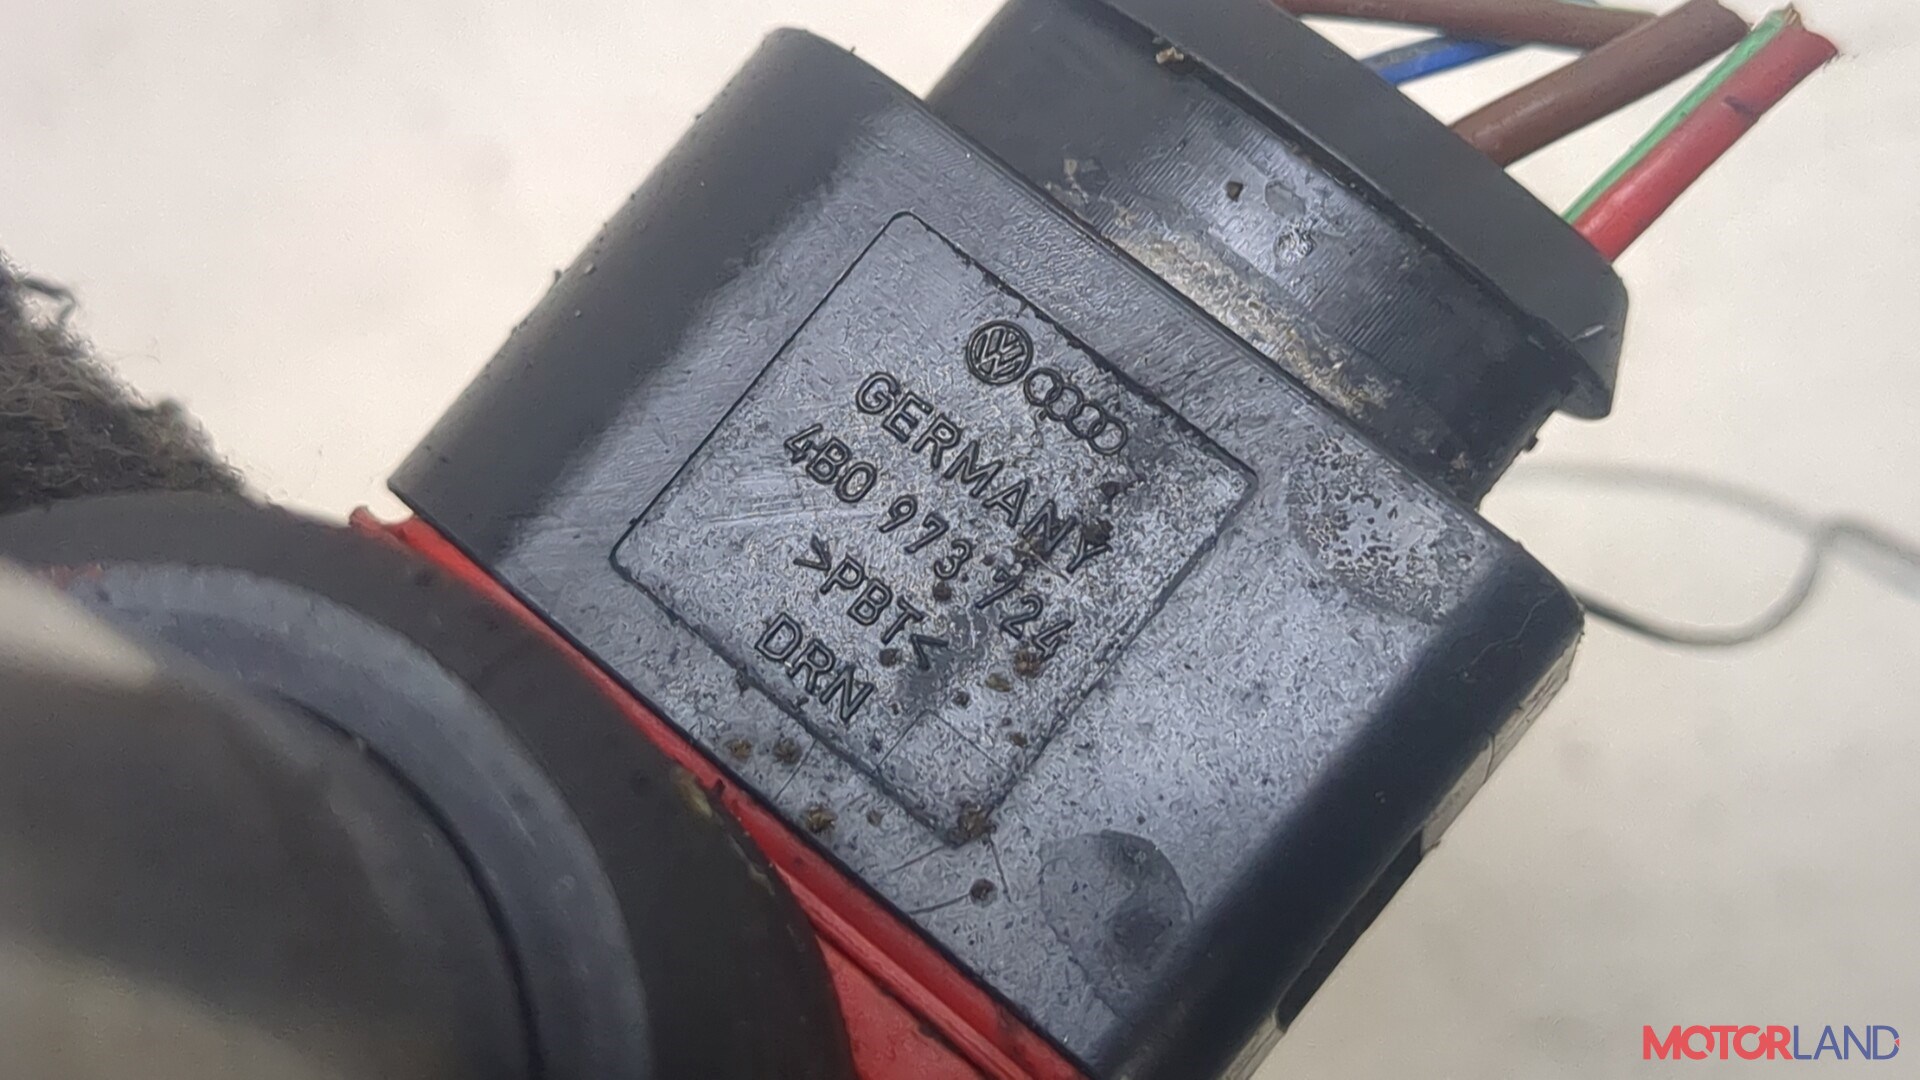 GERMANY
4B0 973 724
>PBT<
DRN
MOTORLAND